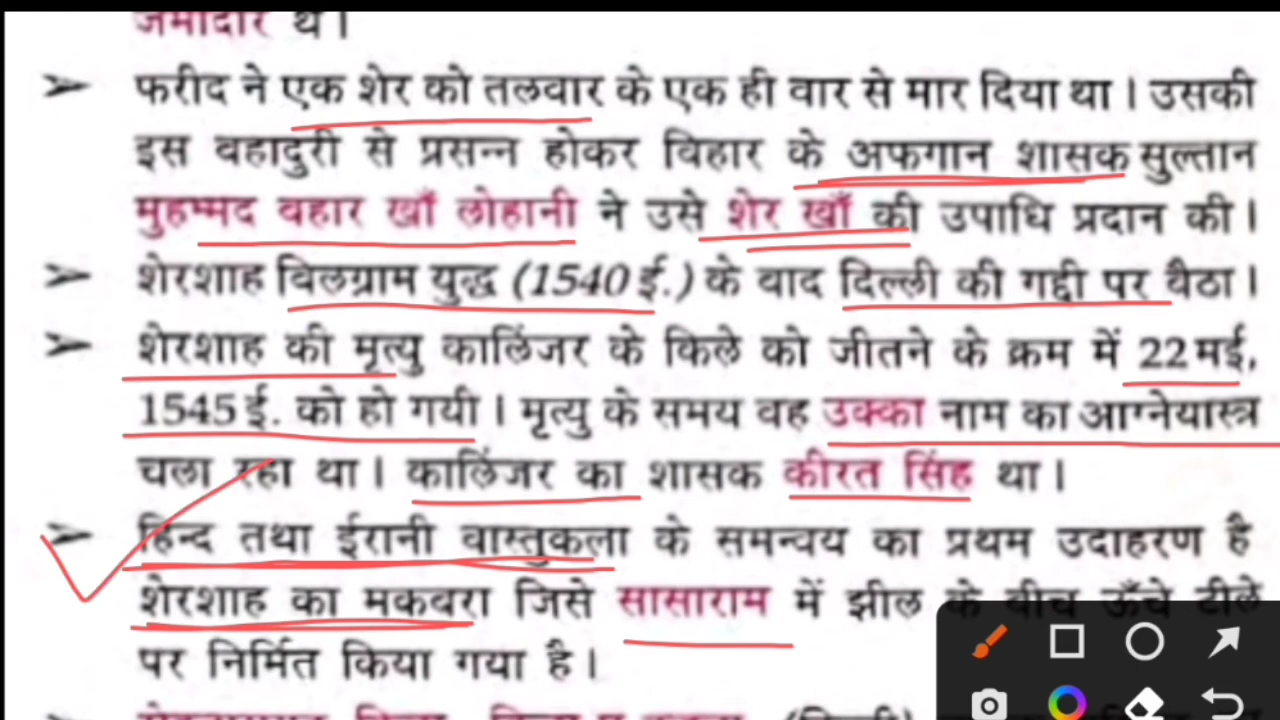 जमींदार थे।
➢ फरीद ने एक शेर को तलवार के एक ही वार से मार दिया था। उसकी
इस बहादुरी से प्रसन्न होकर बिहार के अफगान शासक सुल्तान
मुहम्मद बहार खाँ लोहानी ने उसे शेर खाँ की उपाधि प्रदान की।
➢ शेरशाह बिलग्राम युद्ध (1540 ई.) के बाद दिल्ली की गद्दी पर बैठा।
➢ शेरशाह की मृत्यु कालिंजर के किले को जीतने के क्रम में 22 मई,
1545 ई. को हो गयी। मृत्यु के समय वह उक्का नाम का आग्नेयास्त्र
चला रहा था। कालिंजर का शासक कीरत सिंह था।
➢ हिन्द तथा ईरानी वास्तुकला के समन्वय का प्रथम उदाहरण है
शेरशाह का मकबरा जिसे सासाराम में झील के बीच ऊँचे टीले
पर निर्मित किया गया है।